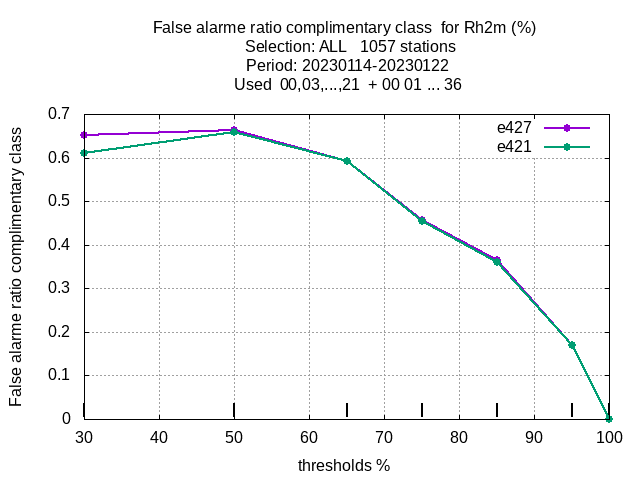 False alarme ratio complimentary class  for Rh2m (%)
Selection: ALL   1057 stations
Period: 20230114-20230122
Used  00,03,...,21  + 00 01 ... 36
False alarme ratio complimentary class
0.7
0.6
0.5
0.4
0.3
0.2
0.1
0
e427
e421
30 40 50 60 70 80 90 100
thresholds %